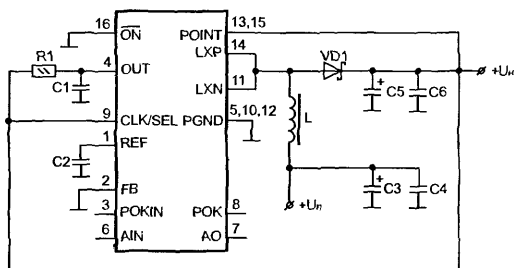 16 ON POINT 13,15
LXP 14
R1 4 OUT VD1
C1 LXN 11 C5 C6 +Uн
9 CLK/SEL PGND 5,10,12
1 REF L
C2
2 FB C3 C4
3 POKIN POK 8 +Uп
6 AIN AO 7